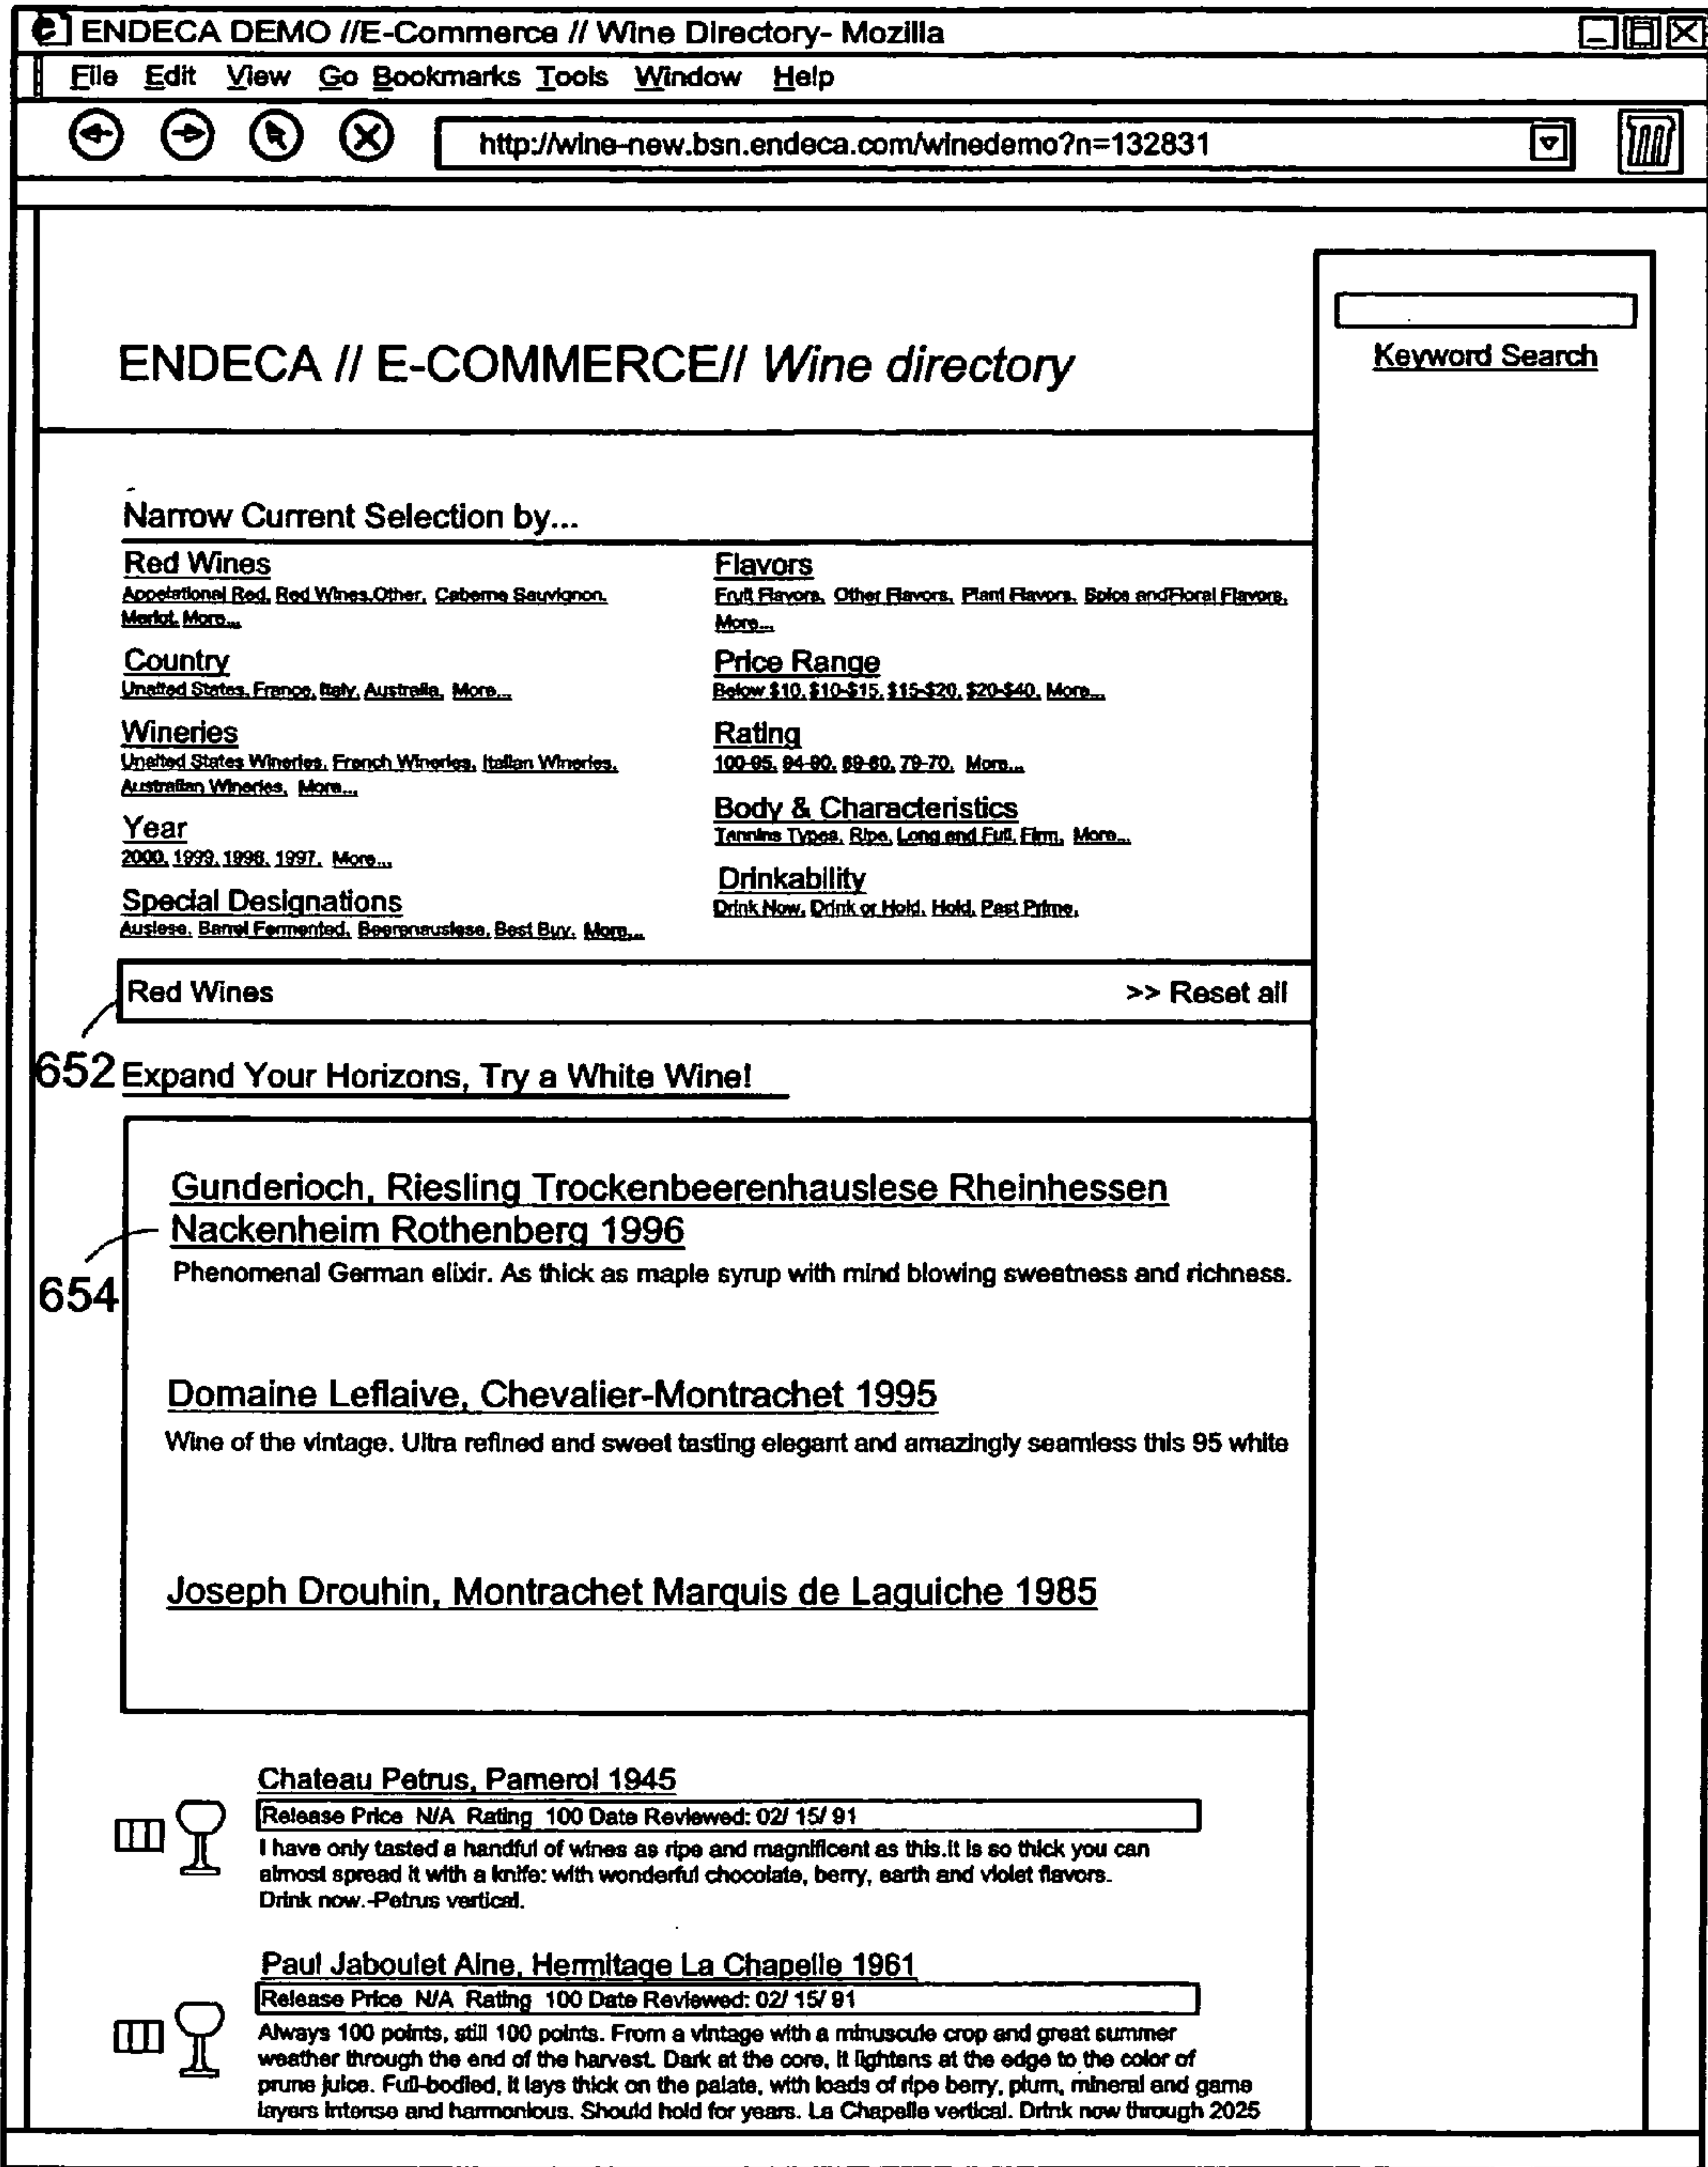 ENDECA DEMO //E-Commerce // Wine Directory- Mozilla
File Edit View Go Bookmarks Tools Window Help
http://wine-new.bsn.endeca.com/winedemo?n=132831
Keyword Search
ENDECA // E-COMMERCE// Wine directory
Narrow Current Selection by...
Red Wines
Appelational Red, Red Wines,Other, Caberne Sauvignon,
Merlot, More...
Country
Unaited States, France, Italy, Australia, More...
Wineries
Unaited States Wineries, French Wineries, Italian Wineries,
Australian Wineries, More...
Year
2000, 1999, 1998, 1997, More...
Special Designations
Auslese, Barrel Fermented, Beerenauslese, Best Buy, More...
Flavors
Fruit Flavors, Other Flavors, Plant Flavors, Spice andFloral Flavors,
More...
Price Range
Below $10, $10-$15, $15-$20, $20-$40, More...
Rating
100-95, 94-90, 89-80, 79-70, More...
Body & Characteristics
Tannins Types, Ripe, Long and Full, Firm, More...
Drinkability
Drink Now, Drink or Hold, Hold, Past Prime,
Red Wines >> Reset all
652
Expand Your Horizons, Try a White Wine!
Gunderioch, Riesling Trockenbeerenhauslese Rheinhessen
Nackenheim Rothenberg 1996
654
Phenomenal German elixir. As thick as maple syrup with mind blowing sweetness and richness.
Domaine Leflaive, Chevalier-Montrachet 1995
Wine of the vintage. Ultra refined and sweet tasting elegant and amazingly seamless this 95 white
Joseph Drouhin, Montrachet Marquis de Laguiche 1985
Chateau Petrus, Pamerol 1945
Release Price N/A Rating 100 Date Reviewed: 02/ 15/ 91
I have only tasted a handful of wines as ripe and magnificent as this.it is so thick you can
almost spread it with a knife: with wonderful chocolate, berry, earth and violet flavors.
Drink now.-Petrus vertical.
Paul Jaboulet Aine, Hermitage La Chapelle 1961
Release Price N/A Rating 100 Date Reviewed: 02/ 15/ 91
Always 100 points, still 100 points. From a vintage with a minuscule crop and great summer
weather through the end of the harvest. Dark at the core, it lightens at the edge to the color of
prune juice. Full-bodied, it lays thick on the palate, with loads of ripe berry, plum, mineral and game
layers intense and harmonious. Should hold for years. La Chapelle vertical. Drink now through 2025